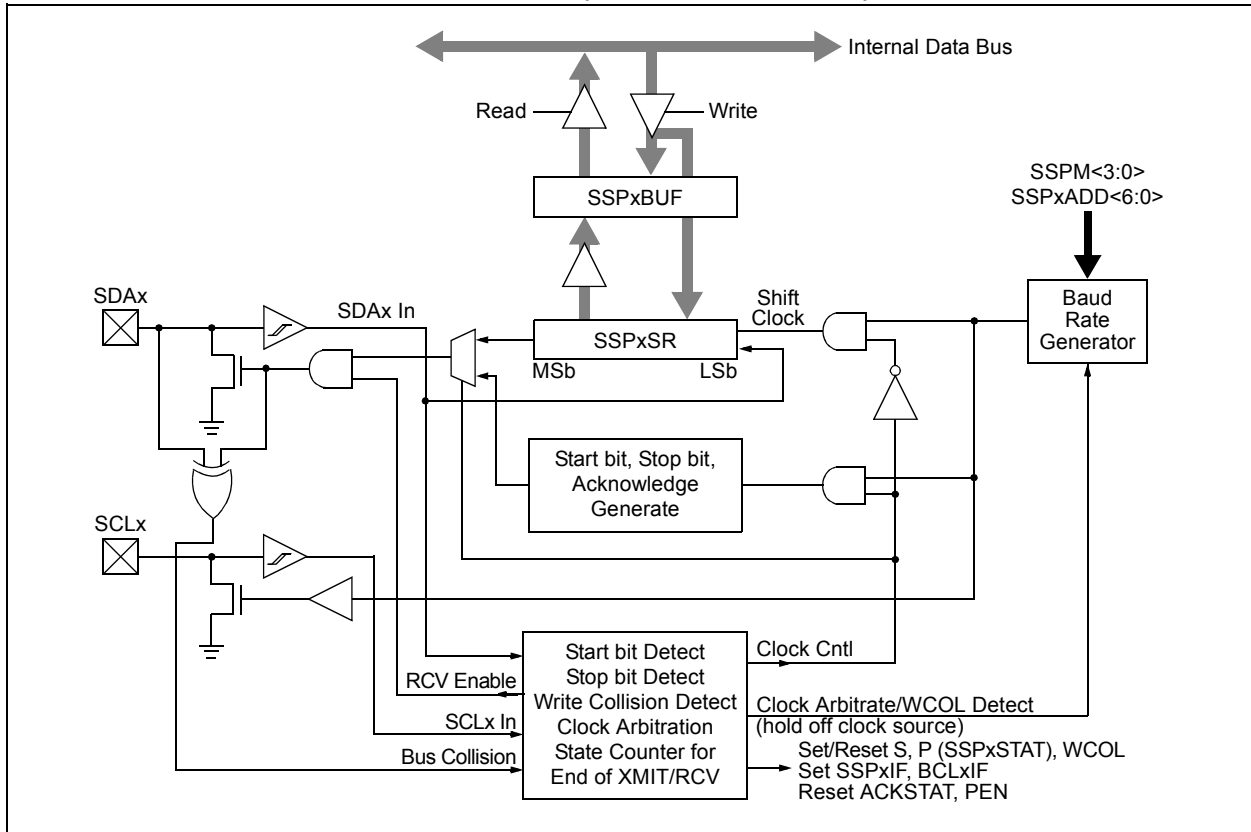 Internal Data Bus
Read
Write
SSPxBUF
SSPM<3:0>
SSPxADD<6:0>
SDAx
SDAx In
Shift
Clock
Baud
Rate
Generator
SSPxSR
MSb
LSb
Start bit, Stop bit,
Acknowledge
Generate
SCLx
Start bit Detect
Stop bit Detect
Write Collision Detect
Clock Arbitration
State Counter for
End of XMIT/RCV
RCV Enable
SCLx In
Bus Collision
Clock Cntl
Clock Arbitrate/WCOL Detect
(hold off clock source)
Set/Reset S, P (SSPxSTAT), WCOL
Set SSPxIF, BCLxIF
Reset ACKSTAT, PEN